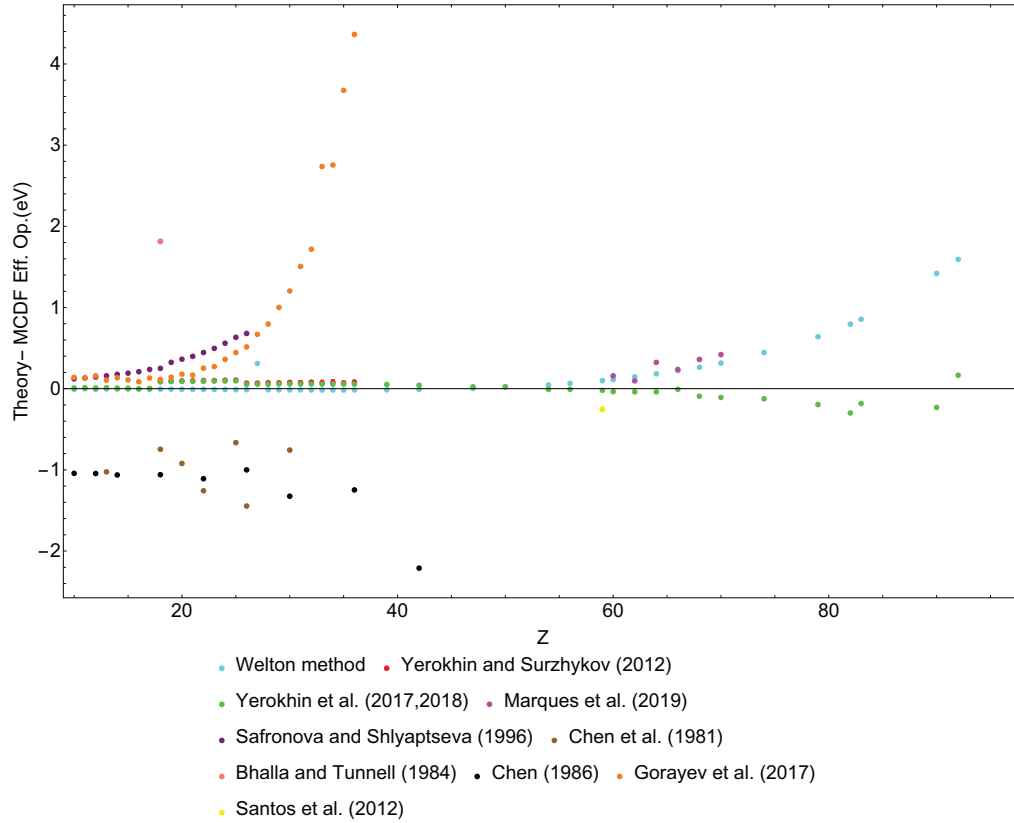 4
3
2
1
0
−1
−2
Theory− MCDF Eff. Op.(eV)
20 40 60 80
Z
Welton method Yerokhin and Surzhykov (2012)
Yerokhin et al. (2017,2018) Marques et al. (2019)
Safronova and Shlyaptseva (1996) Chen et al. (1981)
Bhalla and Tunnell (1984) Chen (1986) Gorayev et al. (2017)
Santos et al. (2012)